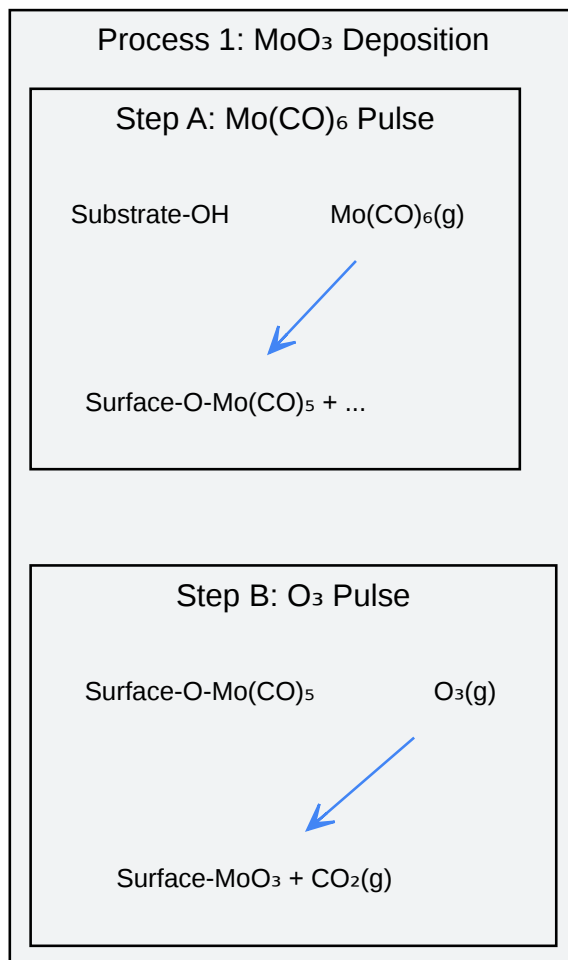 Process 1: MoO₃ Deposition
Step A: Mo(CO)₆ Pulse
Substrate-OH
Mo(CO)₆(g)
Surface-O-Mo(CO)₅ + ...
Step B: O₃ Pulse
Surface-O-Mo(CO)₅
O₃(g)
Surface-MoO₃ + CO₂(g)